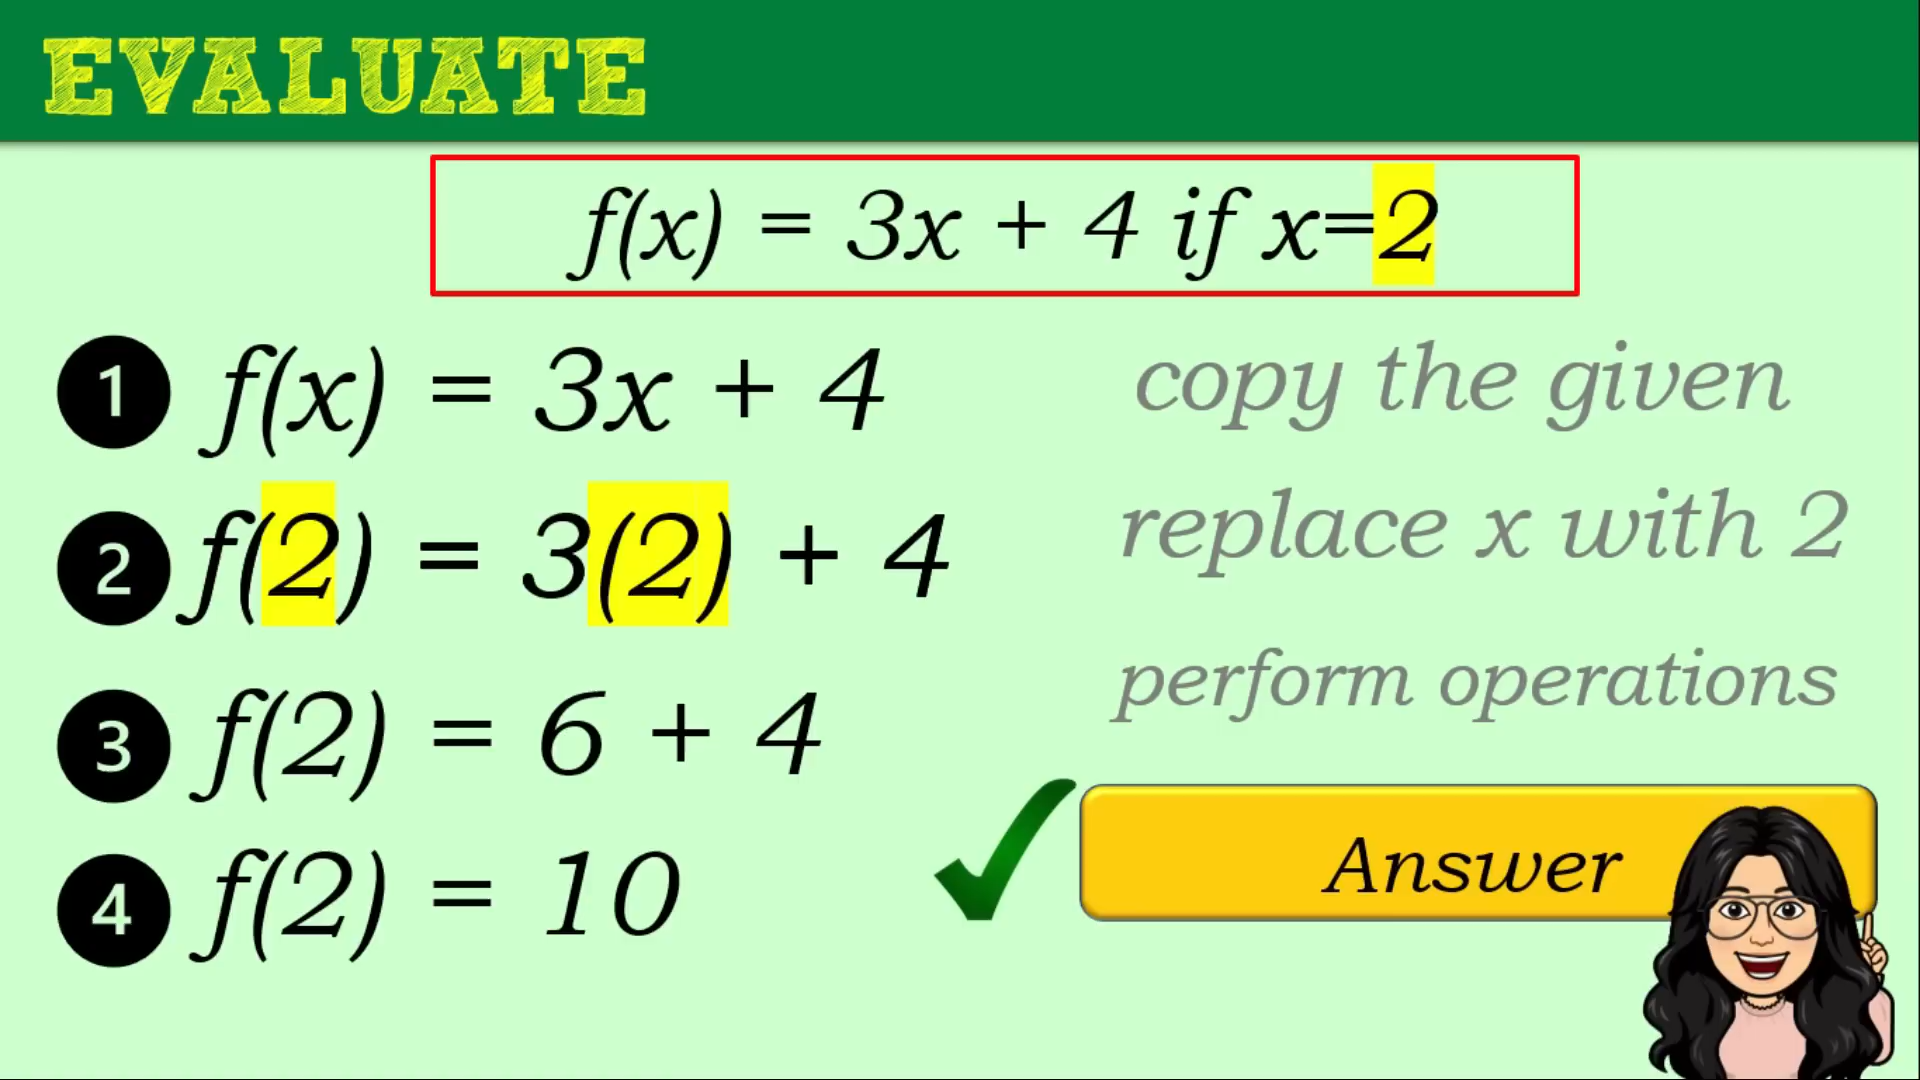 EVALUATE
f(x) = 3x + 4 if x=2
1 f(x) = 3x + 4
copy the given
2 f(2) = 3(2) + 4
replace x with 2
3 f(2) = 6 + 4
perform operations
4 f(2) = 10
Answer